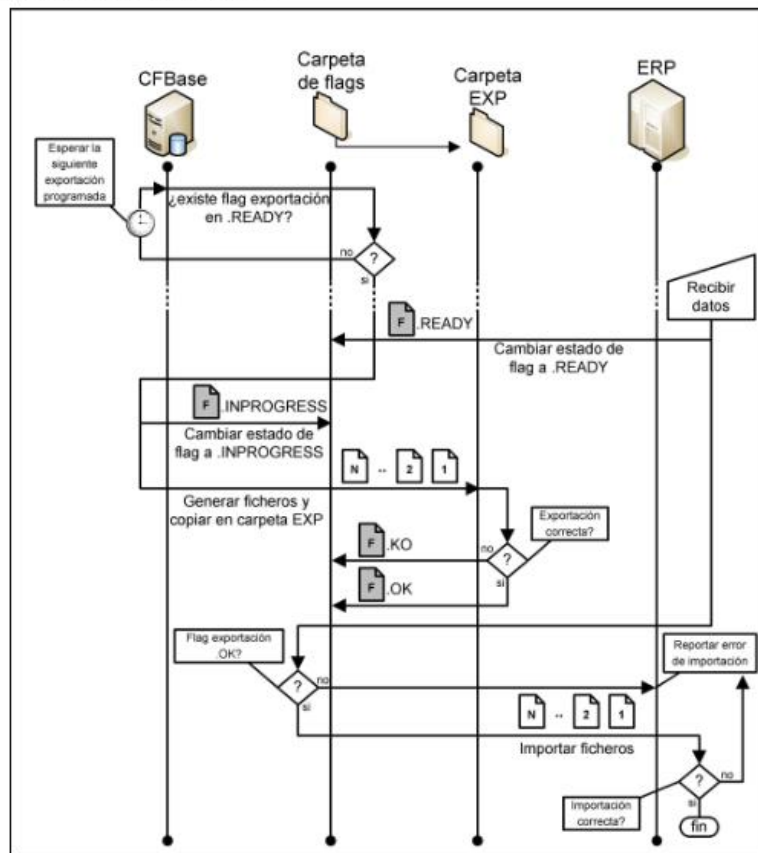 CFBase
Carpeta
de flags
Carpeta
EXP
ERP
Esperar la
siguiente
exportación
programada
¿existe flag exportación
en .READY?
no
?
si
Recibir
datos
F .READY
Cambiar estado de
flag a .READY
F .INPROGRESS
Cambiar estado de
flag a .INPROGRESS
N .. 2 1
Generar ficheros y
copiar en carpeta EXP
Exportación
correcta?
no
?
si
F .KO
F .OK
Flag exportación
.OK?
?
no
si
Reportar error
de importación
N .. 2 1
Importar ficheros
?
no
si
Importación
correcta?
fin